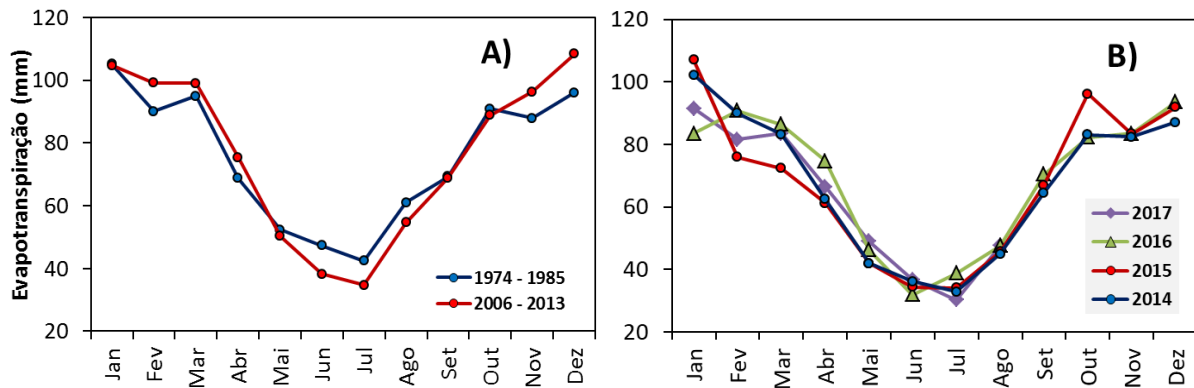 Evapotranspiração (mm)
120
100
80
60
40
20
A)
1974 - 1985
2006 - 2013
Jan Fev Mar Abr Mai Jun Jul Ago Set Out Nov Dez
120
100
80
60
40
20
B)
2017
2016
2015
2014
Jan Fev Mar Abr Mai Jun Jul Ago Set Out Nov Dez